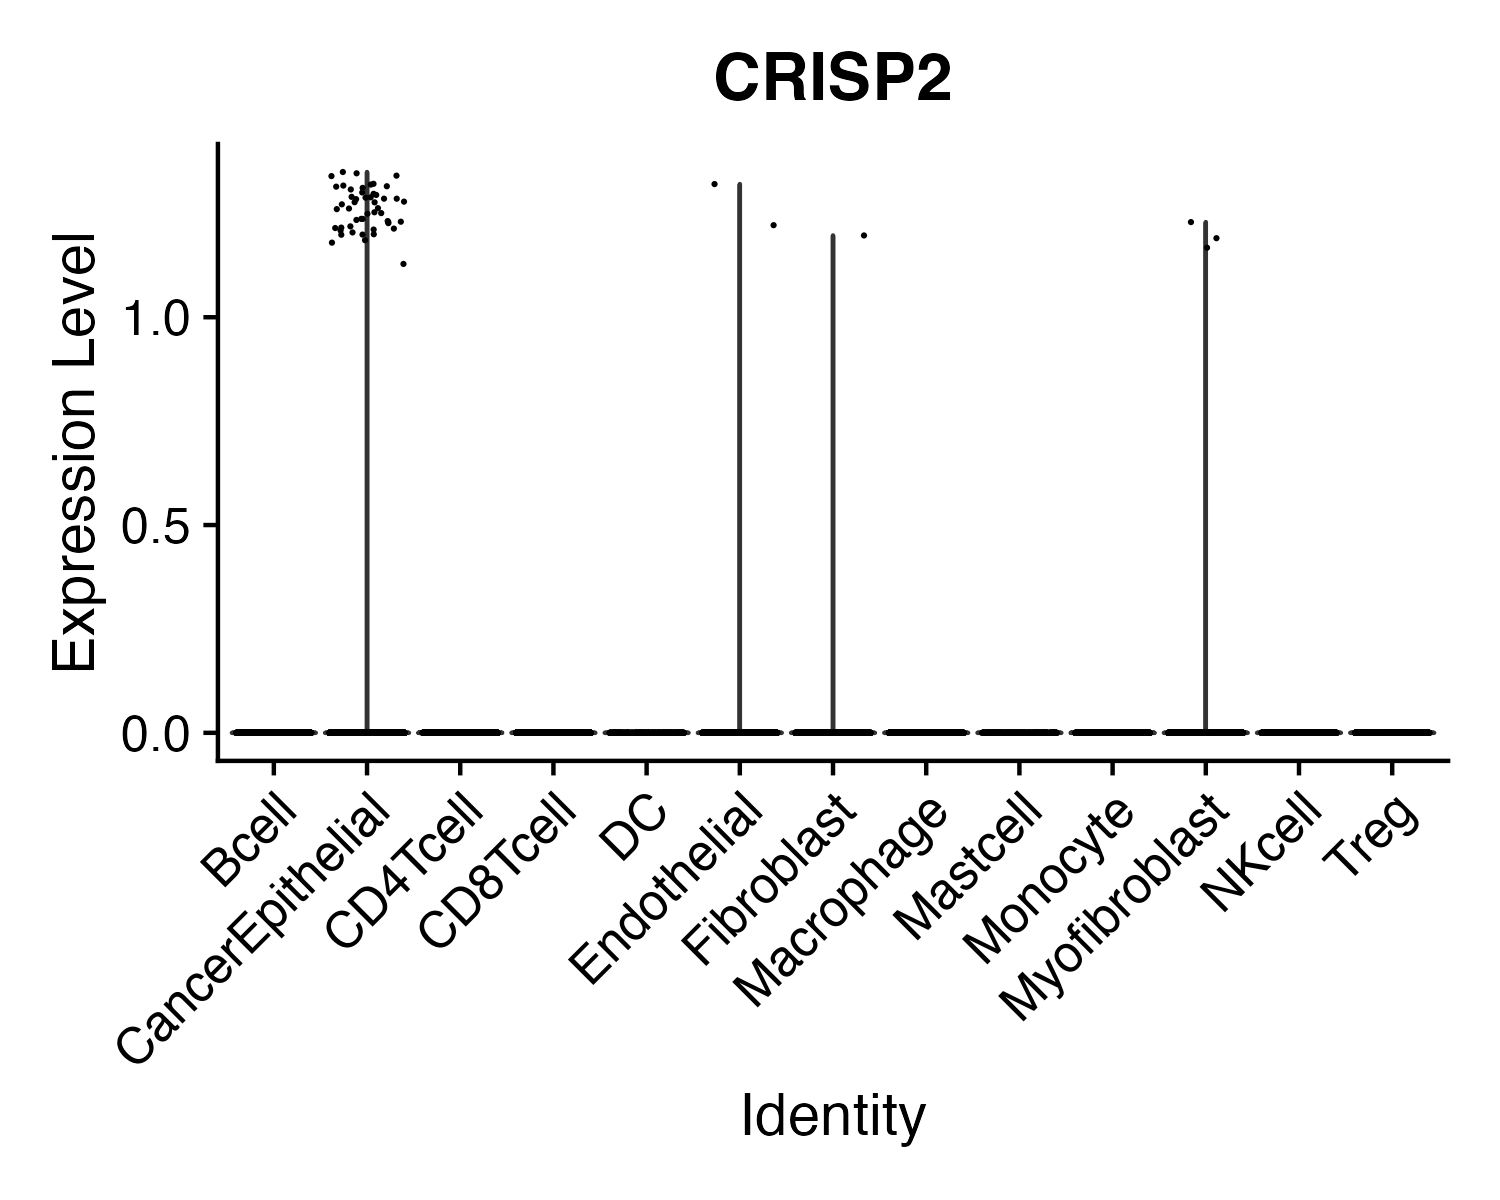 CRISP2
Expression Level
1.0
0.5
0.0
Bcell
CancerEpithelial
CD4Tcell
CD8Tcell
DC
Endothelial
Fibroblast
Macrophage
Mastcell
Monocyte
Myofibroblast
NKcell
Treg
Identity